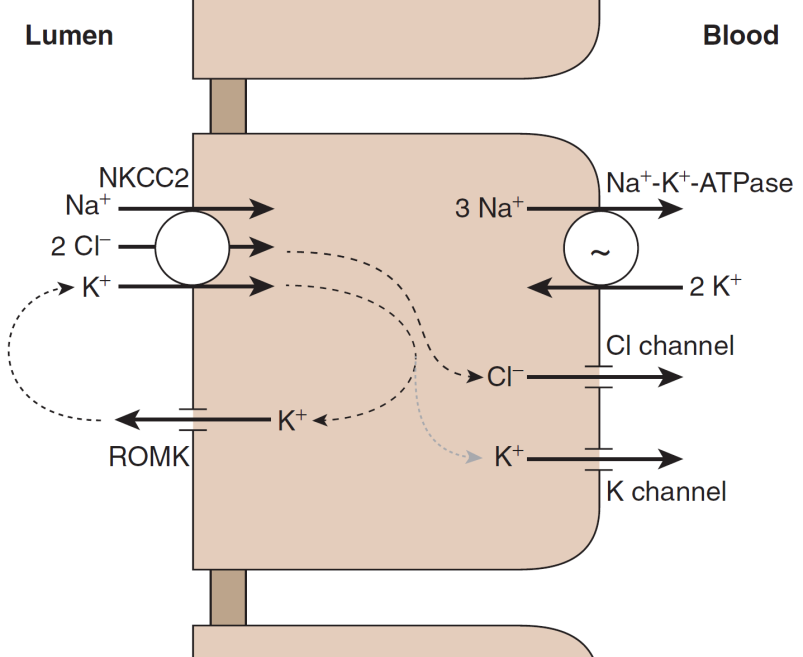 Lumen
Blood
NKCC2
Na⁺-K⁺-ATPase
Na⁺
3 Na⁺
2 Cl⁻
~
K⁺
2 K⁺
Cl channel
Cl⁻
K⁺
ROMK
K⁺
K channel